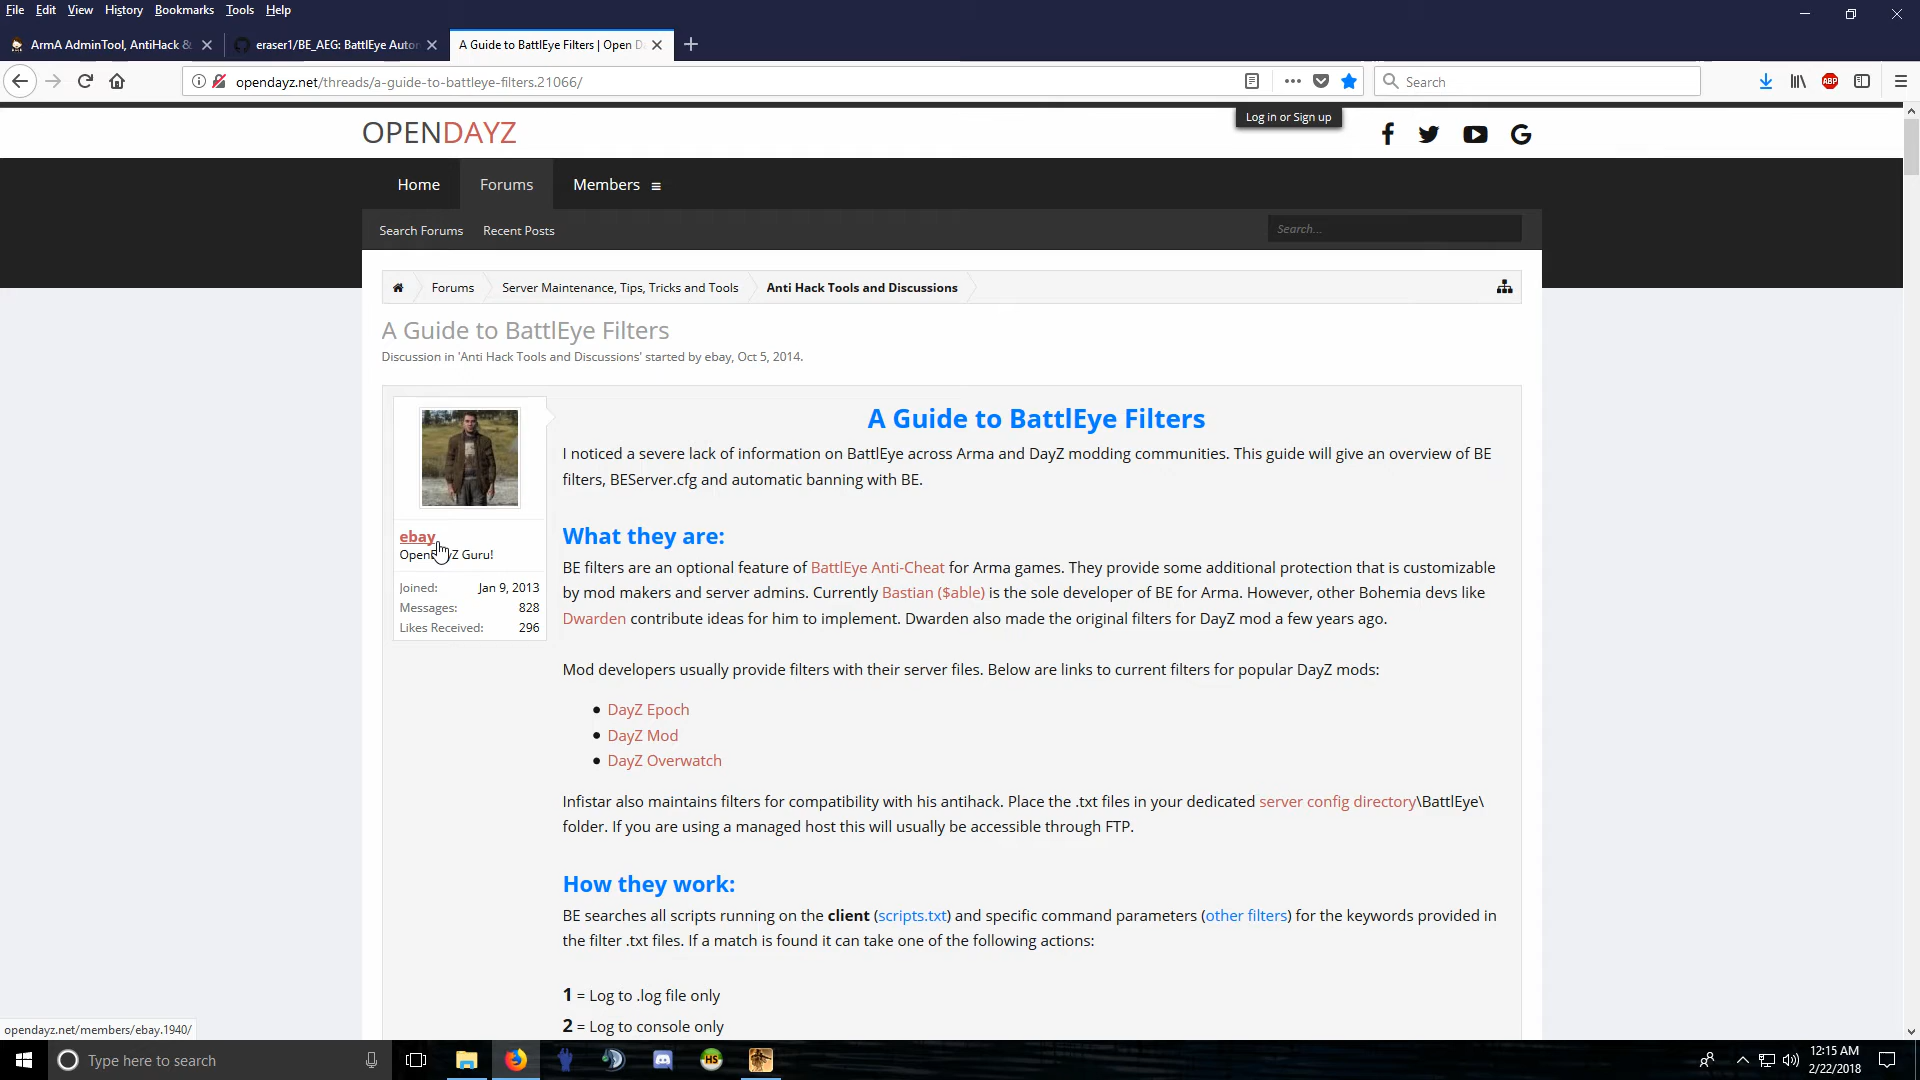 File Edit View History Bookmarks Tools Help
ArmA AdminTool, AntiHack &
eraser1/BE_AEG: BattlEye Auto
A Guide to BattlEye Filters | Open D
opendayz.net/threads/a-guide-to-battleye-filters.21066/
Search
ABP
Log in or Sign up
OPENDAYZ
Home Forums Members
Search Forums Recent Posts
Search...
Forums Server Maintenance, Tips, Tricks and Tools Anti Hack Tools and Discussions
A Guide to BattlEye Filters
Discussion in 'Anti Hack Tools and Discussions' started by ebay, Oct 5, 2014.
ebay
Guru!
Joined: Jan 9, 2013
Messages: 828
Likes Received: 296
A Guide to BattlEye Filters
I noticed a severe lack of information on BattlEye across Arma and DayZ modding communities. This guide will give an overview of BE
filters, BEServer.cfg and automatic banning with BE.
What they are:
BE filters are an optional feature of BattlEye Anti-Cheat for Arma games. They provide some additional protection that is customizable
by mod makers and server admins. Currently Bastian ($able) is the sole developer of BE for Arma. However, other Bohemia devs like
Dwarden contribute ideas for him to implement. Dwarden also made the original filters for DayZ mod a few years ago.
Mod developers usually provide filters with their server files. Below are links to current filters for popular DayZ mods:
• DayZ Epoch
• DayZ Mod
• DayZ Overwatch
Infistar also maintains filters for compatibility with his antihack. Place the .txt files in your dedicated server config directory\BattlEye\
folder. If you are using a managed host this will usually be accessible through FTP.
How they work:
BE searches all scripts running on the client (scripts.txt) and specific command parameters (other filters) for the keywords provided in
the filter .txt files. If a match is found it can take one of the following actions:
1 = Log to .log file only
2 = Log to console only
opendayz.net/members/ebay.1940/
Type here to search
HS
12:15 AM
2/22/2018